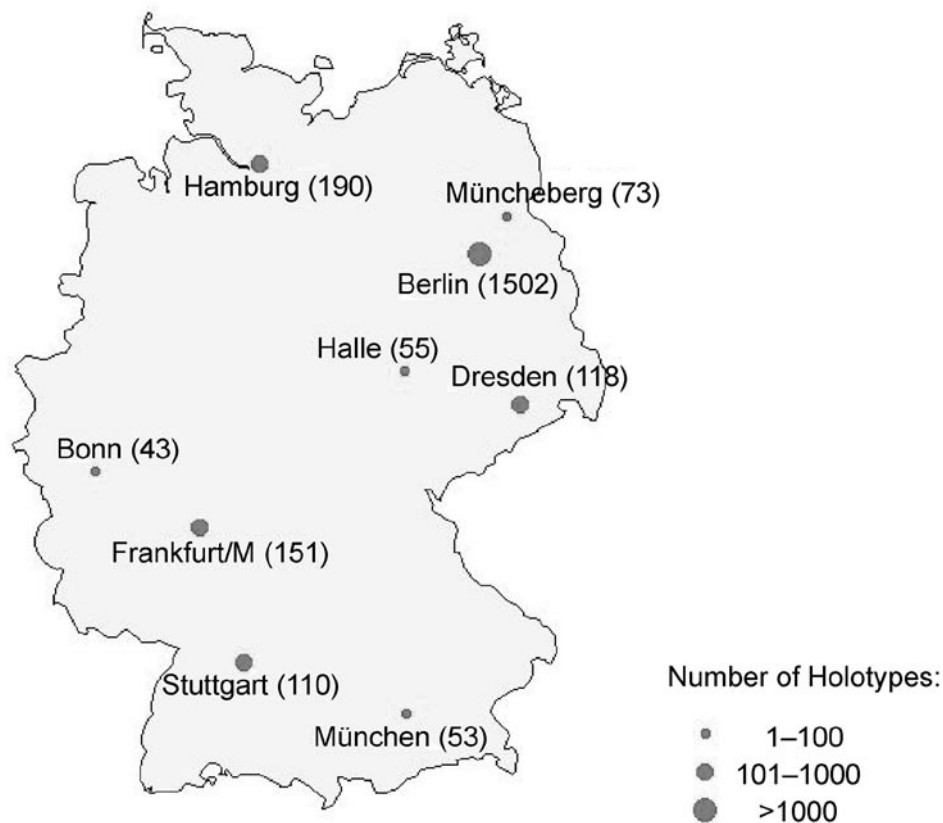 Hamburg (190)
Müncheberg (73)
Berlin (1502)
Halle (55)
Dresden (118)
Bonn (43)
Frankfurt/M (151)
Stuttgart (110)
München (53)
Number of Holotypes:
1–100
101–1000
>1000